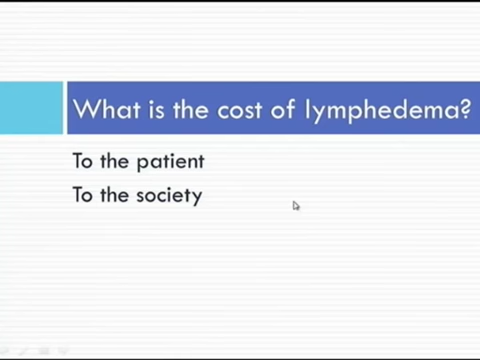 What is the cost of lymphedema?
To the patient
To the society